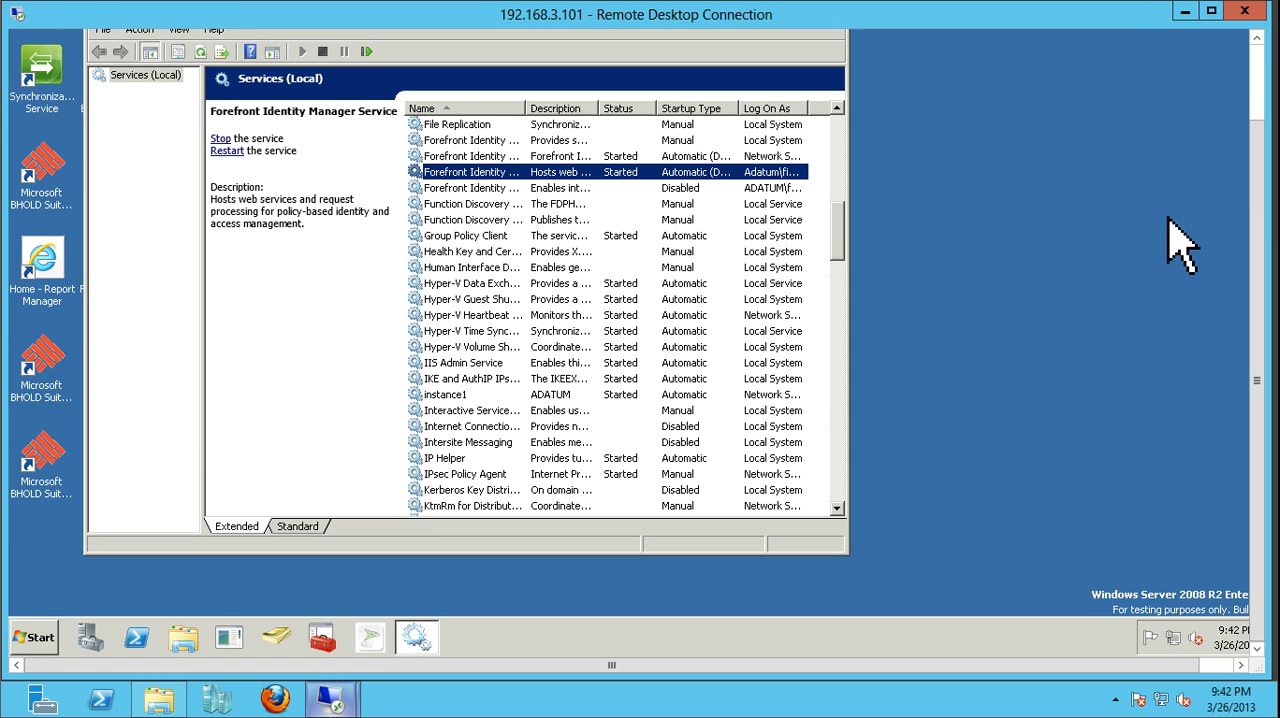 192.168.3.101 - Remote Desktop Connection
File Action View Help
Synchroniza...
Service
Microsoft
BHOLD Suit...
Home - Report
Manager
Microsoft
BHOLD Suit...
Microsoft
BHOLD Suit...
Services (Local)
Services (Local)
Forefront Identity Manager Service
Stop the service
Restart the service
Description:
Hosts web services and request
processing for policy-based identity and
access management.
Name Description Status Startup Type Log On As
File Replication Synchroniz... Manual Local System
Forefront Identity ... Provides s... Manual Local System
Forefront Identity ... Forefront I... Started Automatic (D... Network S...
Forefront Identity ... Hosts web ... Started Automatic (D... Adatum\fi...
Forefront Identity ... Enables int... Disabled ADATUM\f...
Function Discovery ... The FDPH... Manual Local Service
Function Discovery ... Publishes t... Manual Local Service
Group Policy Client The servic... Started Automatic Local System
Health Key and Cer... Provides X.... Manual Local System
Human Interface D... Enables ge... Manual Local System
Hyper-V Data Exch... Provides a ... Started Automatic Local Service
Hyper-V Guest Shu... Provides a ... Started Automatic Local System
Hyper-V Heartbeat ... Monitors th... Started Automatic Network S...
Hyper-V Time Sync... Synchroniz... Started Automatic Local Service
Hyper-V Volume Sh... Coordinate... Started Automatic Local System
IIS Admin Service Enables thi... Started Automatic Local System
IKE and AuthIP IPs... The IKEEX... Started Automatic Local System
instance1 ADATUM Started Automatic Network S...
Interactive Service... Enables us... Manual Local System
Internet Connectio... Provides n... Disabled Local System
Intersite Messaging Enables me... Disabled Local System
IP Helper Provides tu... Started Automatic Local System
IPsec Policy Agent Internet Pr... Started Manual Network S...
Kerberos Key Distri... On domain ... Disabled Local System
KtmRm for Distribut... Coordinate... Manual Network S...
Extended Standard
Windows Server 2008 R2 Ente
For testing purposes only. Buil
Start
9:42 PM
3/26/20
9:42 PM
3/26/2013